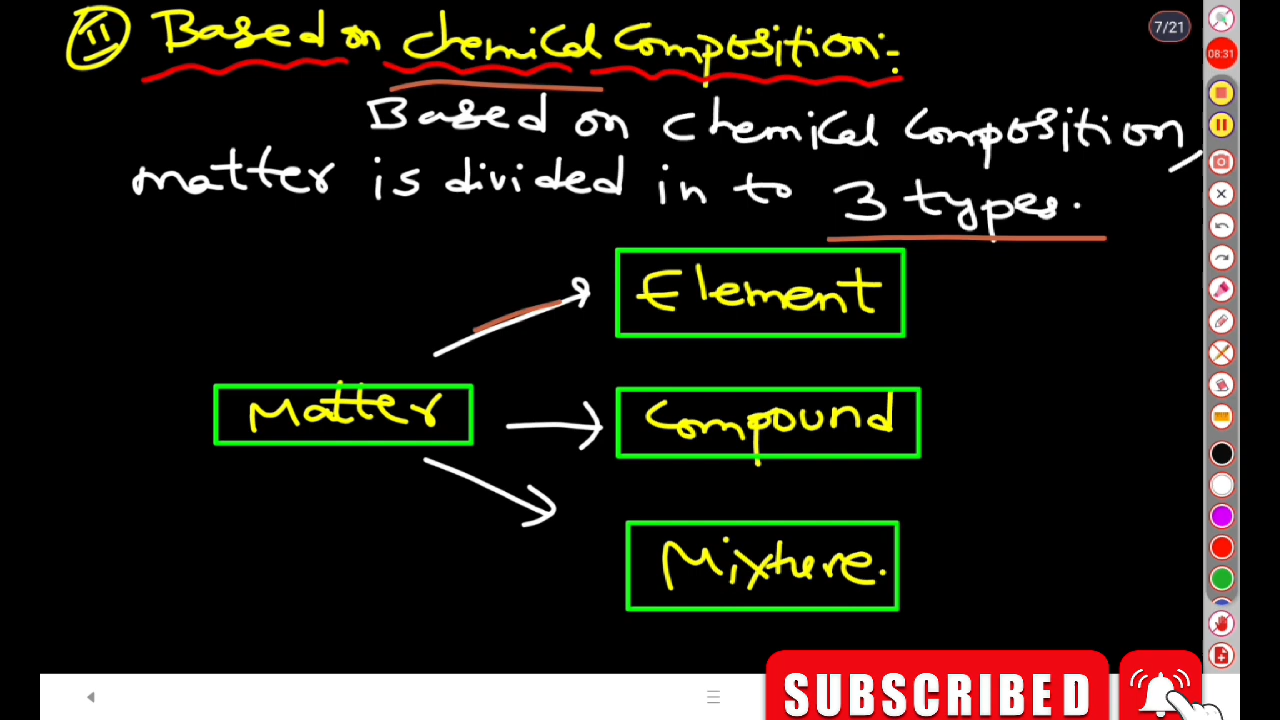 II Based on Chemical Composition:-
7/21
08:31
Based on Chemical Composition,
matter is divided in to 3 types.
Element
Matter
Compound
Mixture.
SUBSCRIBED